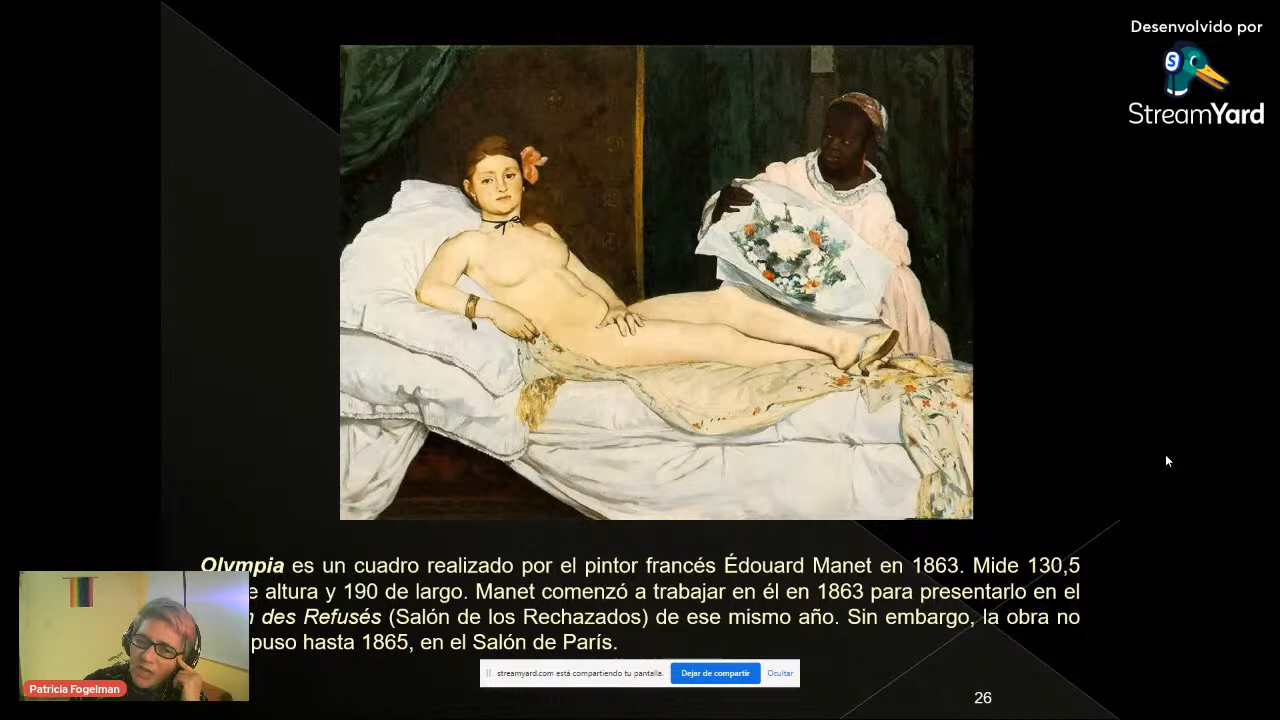 Desenvolvido por
StreamYard
Olympia es un cuadro realizado por el pintor francés Édouard Manet en 1863. Mide 130,5
e altura y 190 de largo. Manet comenzó a trabajar en él en 1863 para presentarlo en el
des Refusés (Salón de los Rechazados) de ese mismo año. Sin embargo, la obra no
puso hasta 1865, en el Salón de París.
Patricia Fogelman
streamyard.com está compartiendo tu pantalla. Dejar de compartir Ocultar
26